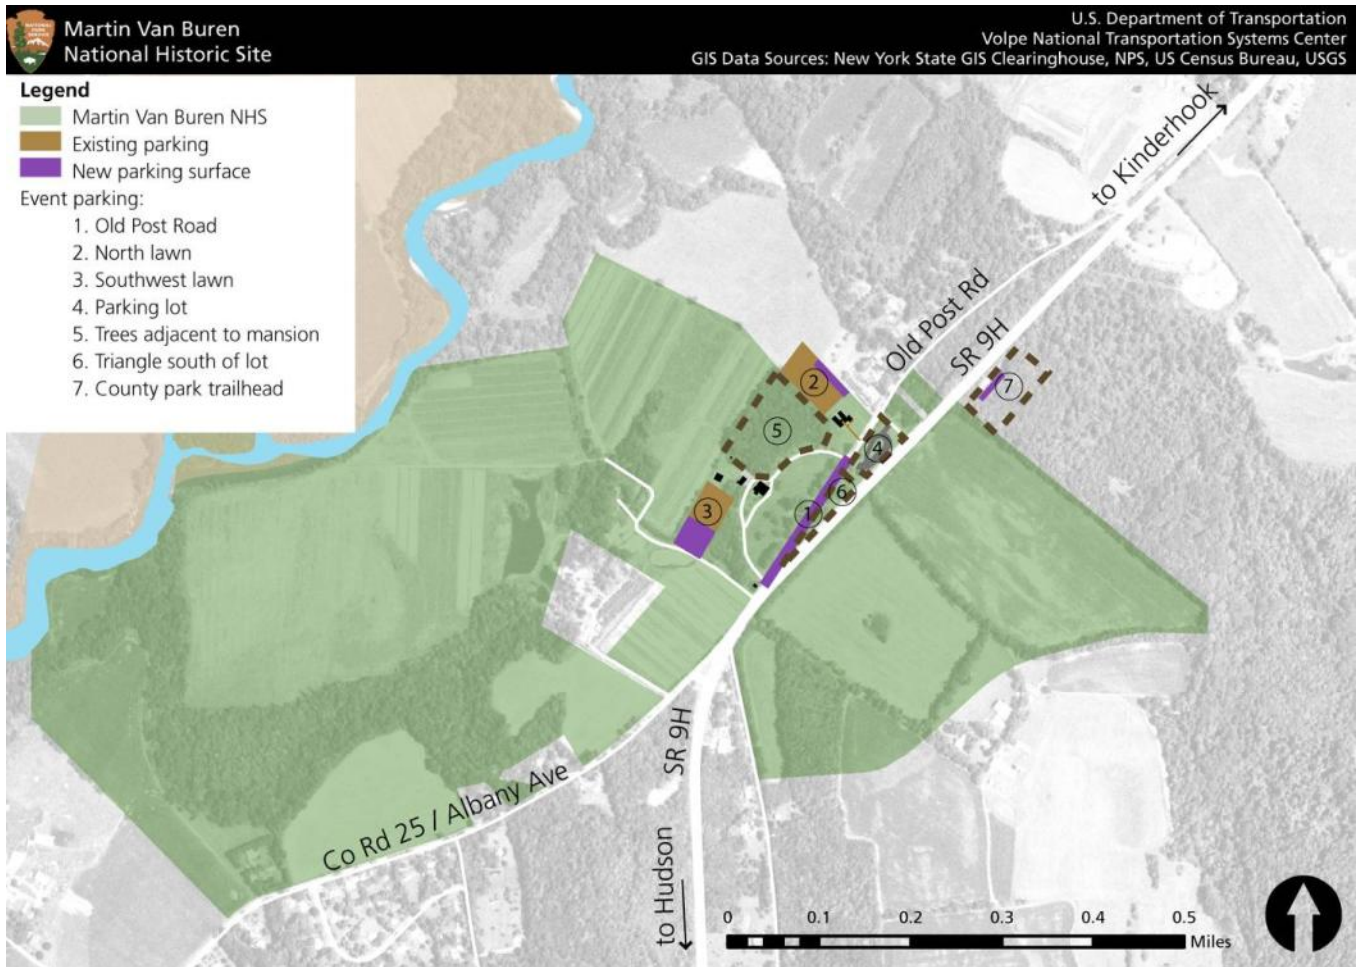 Martin Van Buren
National Historic Site
U.S. Department of Transportation
Volpe National Transportation Systems Center
GIS Data Sources: New York State GIS Clearinghouse, NPS, US Census Bureau, USGS
Legend
Martin Van Buren NHS
Existing parking
New parking surface
Event parking:
1. Old Post Road
2. North lawn
3. Southwest lawn
4. Parking lot
5. Trees adjacent to mansion
6. Triangle south of lot
7. County park trailhead
to Kinderhook
Old Post Rd
SR 9H
2
7
5
4
6
3
1
SR 9H
Co Rd 25 / Albany Ave
to Hudson
0 0.1 0.2 0.3 0.4 0.5
Miles